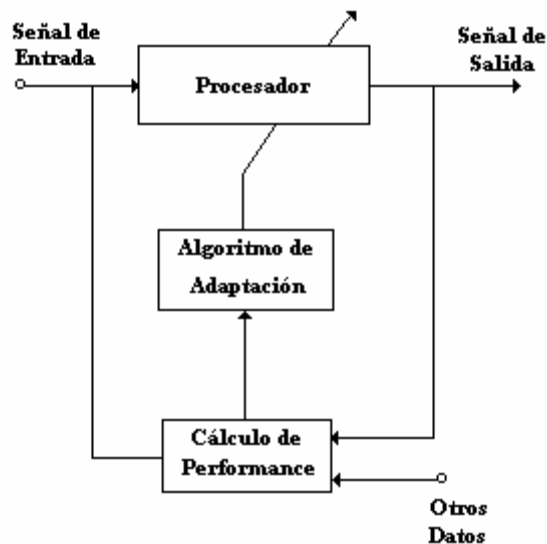 Señal de
Entrada
Procesador
Señal de
Salida
Algoritmo de
Adaptación
Cálculo de
Performance
Otros
Datos